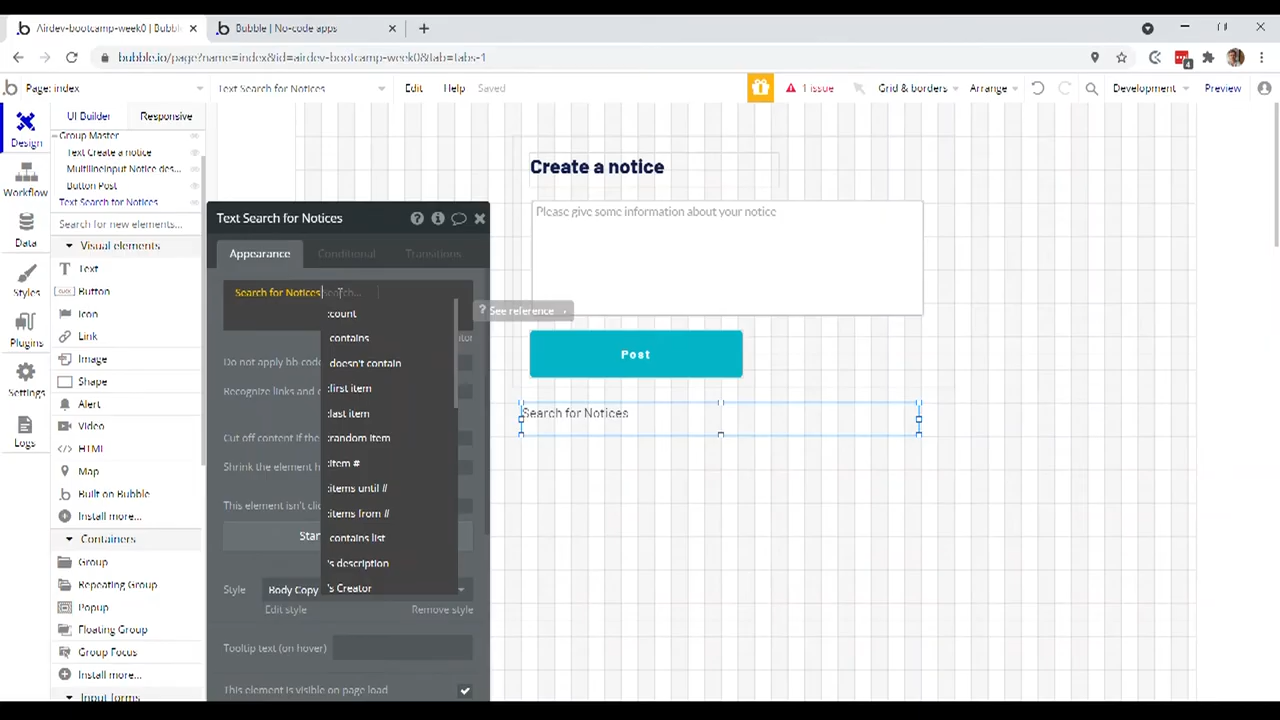 Airdev-bootcamp-week0 | Bubbl
Bubble | No-code apps
bubble.io/page?name=index&id=airdev-bootcamp-week0&tab=tabs-1
4
Page: index
Text Search for Notices
Edit
Help
Saved
1 issue
Grid & borders
Arrange
Development
Preview
Design
Workflow
Data
Styles
Plugins
Settings
Logs
UI Builder
Responsive
Group Master
Text Create a notice
MultilineInput Notice des...
Button Post
Text Search for Notices
Search for new elements...
Visual elements
Text
Button
Icon
Link
Image
Shape
Alert
Video
HTML
Map
Built on Bubble
Install more...
Containers
Group
Repeating Group
Popup
Floating Group
Group Focus
Install more...
Input forms
Text Search for Notices
Appearance
Conditional
Transitions
Search for Notices
Search...
:count
contains
doesn't contain
:first item
:last item
:random item
:item #
:items until #
:items from #
contains list
's description
's Creator
See reference
Do not apply bb-code
Recognize links and e
Cut off content if the
Shrink the element h
This element isn't clic
Star
Style
Body Copy
Edit style
Remove style
Tooltip text (on hover)
This element is visible on page load
Create a notice
Please give some information about your notice
Post
Search for Notices